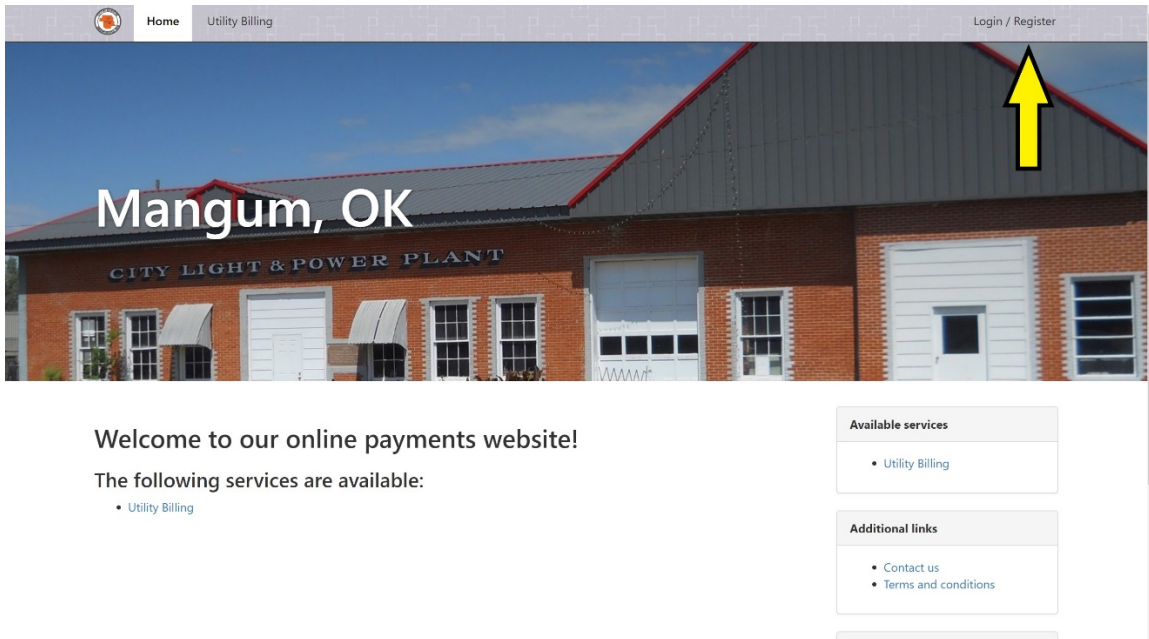 Home
Utility Billing
Login / Register
Mangum, OK
CITY LIGHT & POWER PLANT
Welcome to our online payments website!
The following services are available:
Utility Billing
Available services
Utility Billing
Additional links
Contact us
Terms and conditions